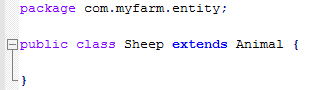 package com.myfarm.entity;
public class Sheep extends Animal {
}